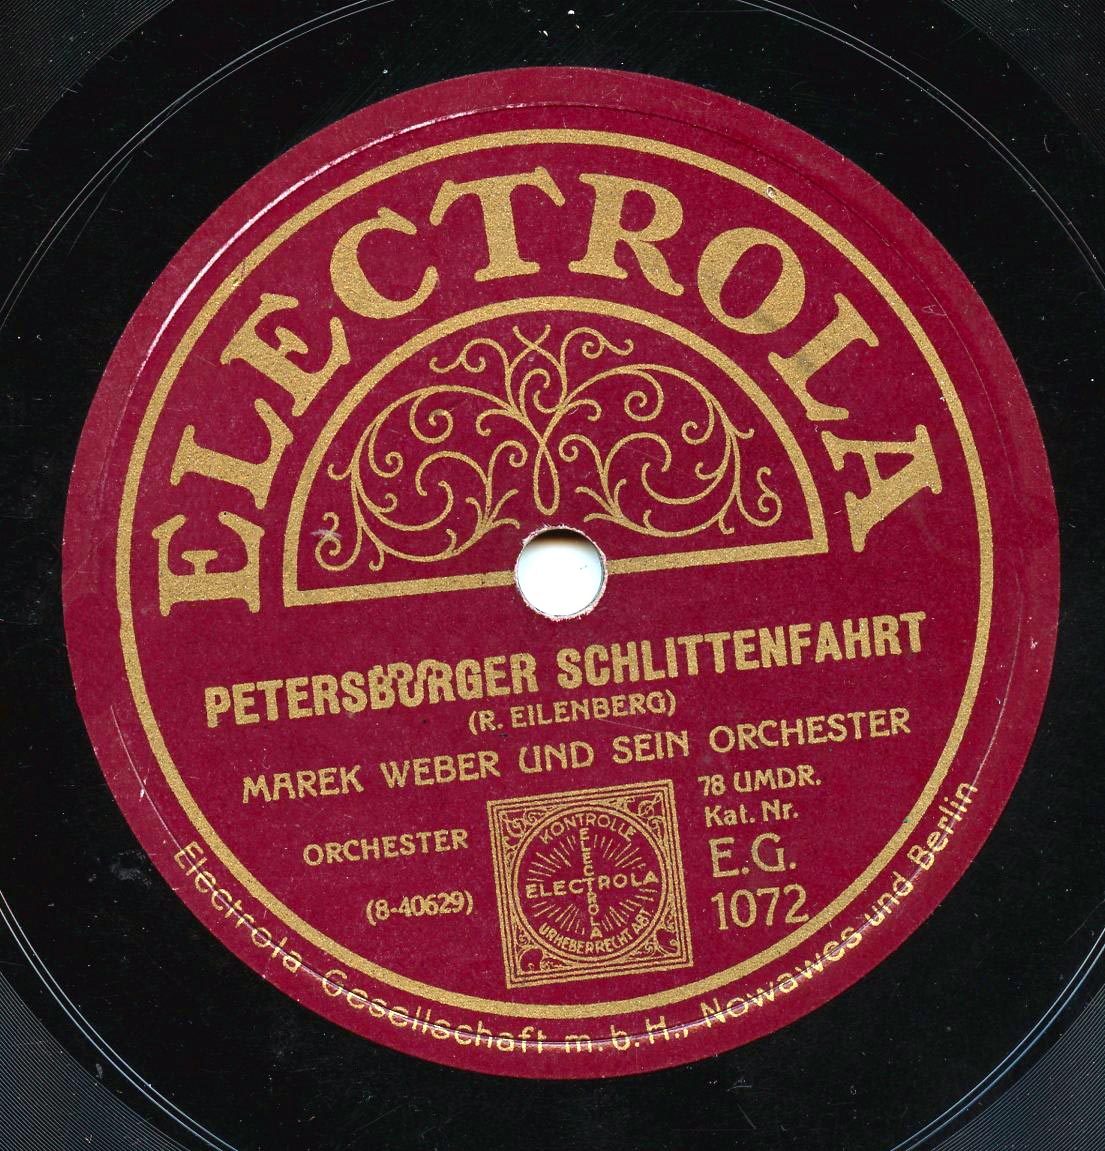 ELECTROLA
PETERSBURGER SCHLITTENFAHRT
(R. EILENBERG)
MAREK WEBER UND SEIN ORCHESTER
ORCHESTER
(8-40629)
KONTROLLE
ELECTROLA
ELECTROLA
URHEBERRECHT ABT
78 UMDR.
Kat. Nr.
E.G.
1072
Electrola Gesellschaft m. b. H., Nowawes und Berlin